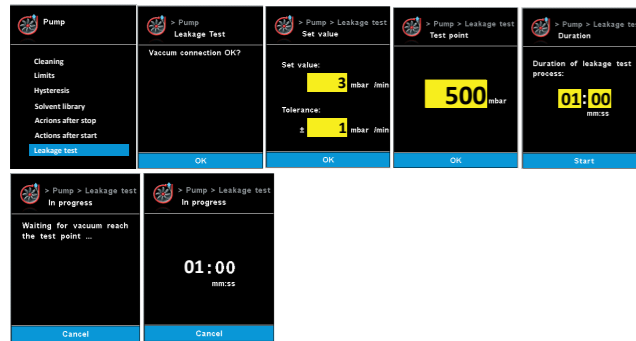 Pump
Cleaning
Limits
Hysteresis
Solvent library
Acrions after stop
Actions after start
Leakage test
> Pump
Leakage Test
Vaccum connection OK?
OK
> Pump > Leakage test
Set value
Set value:
3 mbar /min
Tolerance:
± 1 mbar /min
OK
> Pump > Leakage test
Test point
500 mbar
OK
> Pump > Leakage tes
Duration
Duration of leakage test
process:
01:00
mm:ss
Start
> Pump > Leakage test
In progress
Waiting for vacuum reach
the test point ...
Cancel
> Pump > Leakage test
In progress
01:00
mm:ss
Cancel